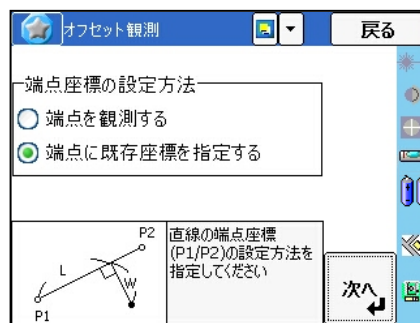 オフセット観測
戻る
端点座標の設定方法
端点を観測する
端点に既存座標を指定する
P2
L
W
P1
直線の端点座標
(P1/P2)の設定方法を
指定してください
次へ